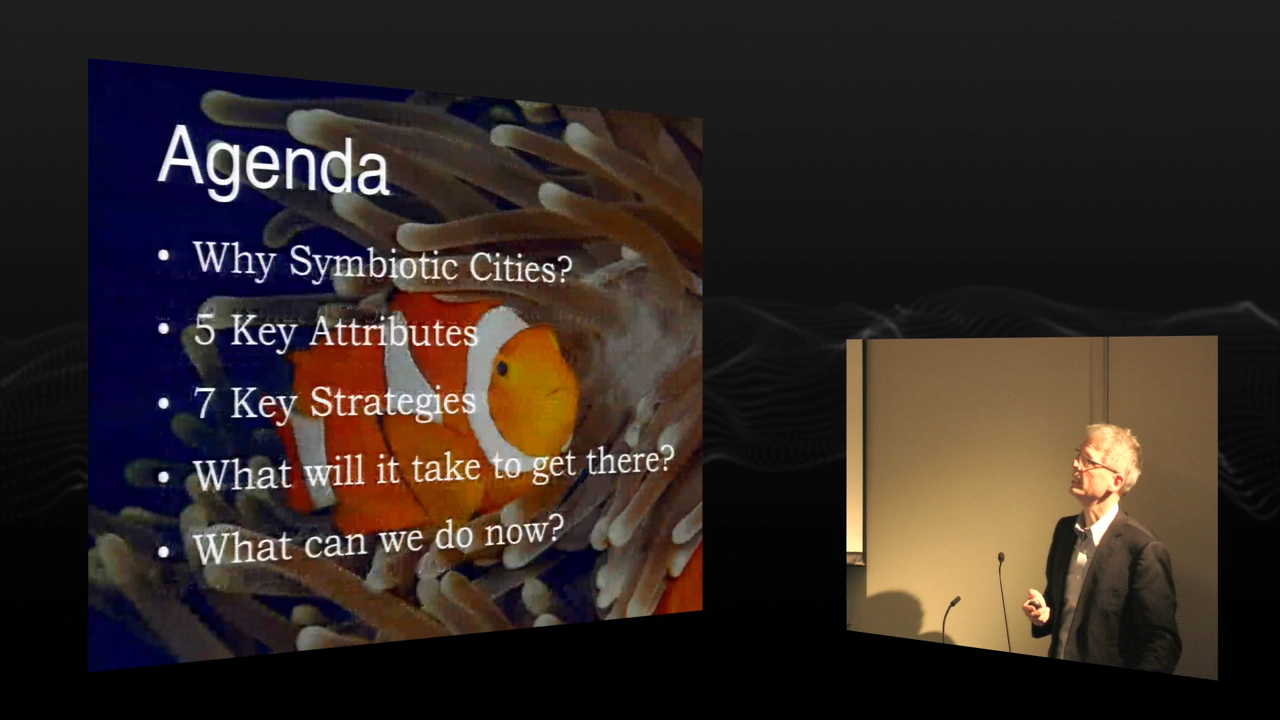 Agenda
• Why Symbiotic Cities?
• 5 Key Attributes
• 7 Key Strategies
• What will it take to get there?
• What can we do now?